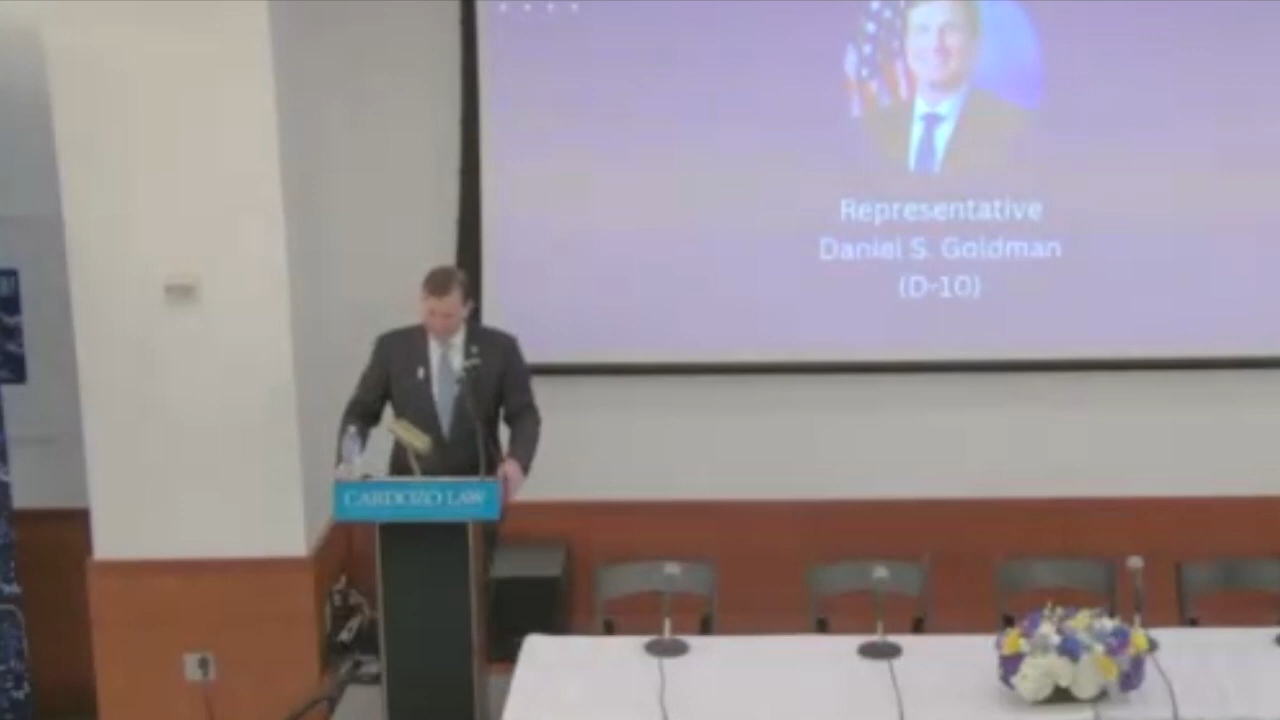 Representative
Daniel S. Goldman
(D-10)
CARDOZO LAW